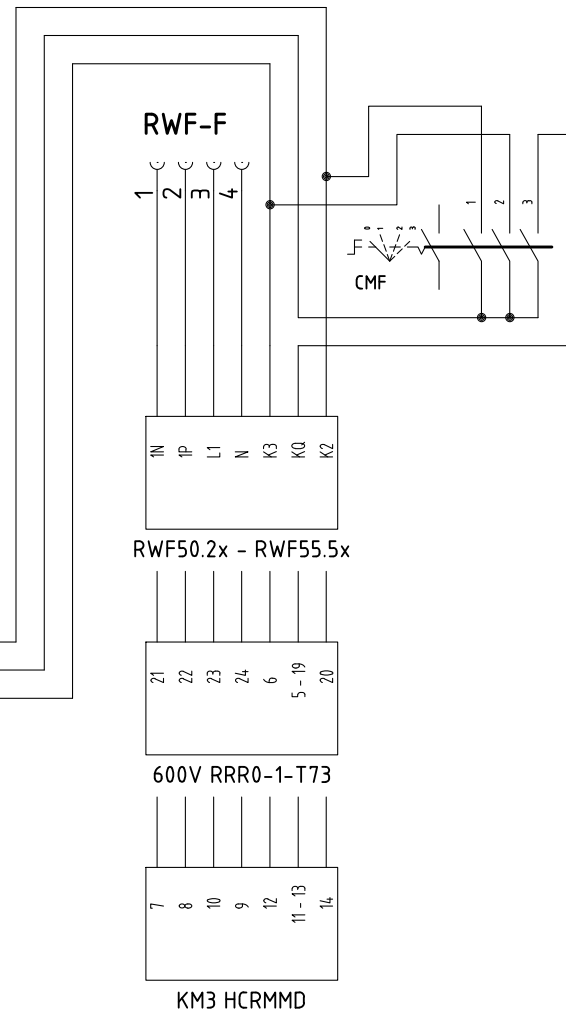 RWF-F
1 2 3 4
1 2 3
0 1 2 3
CMF
1N 1P L1 N K3 KQ K2
RWF50.2x - RWF55.5x
21 22 23 24 6 5 - 19 20
600V RRR0-1-T73
7 8 10 9 12 11 - 13 14
KM3 HCRMMD